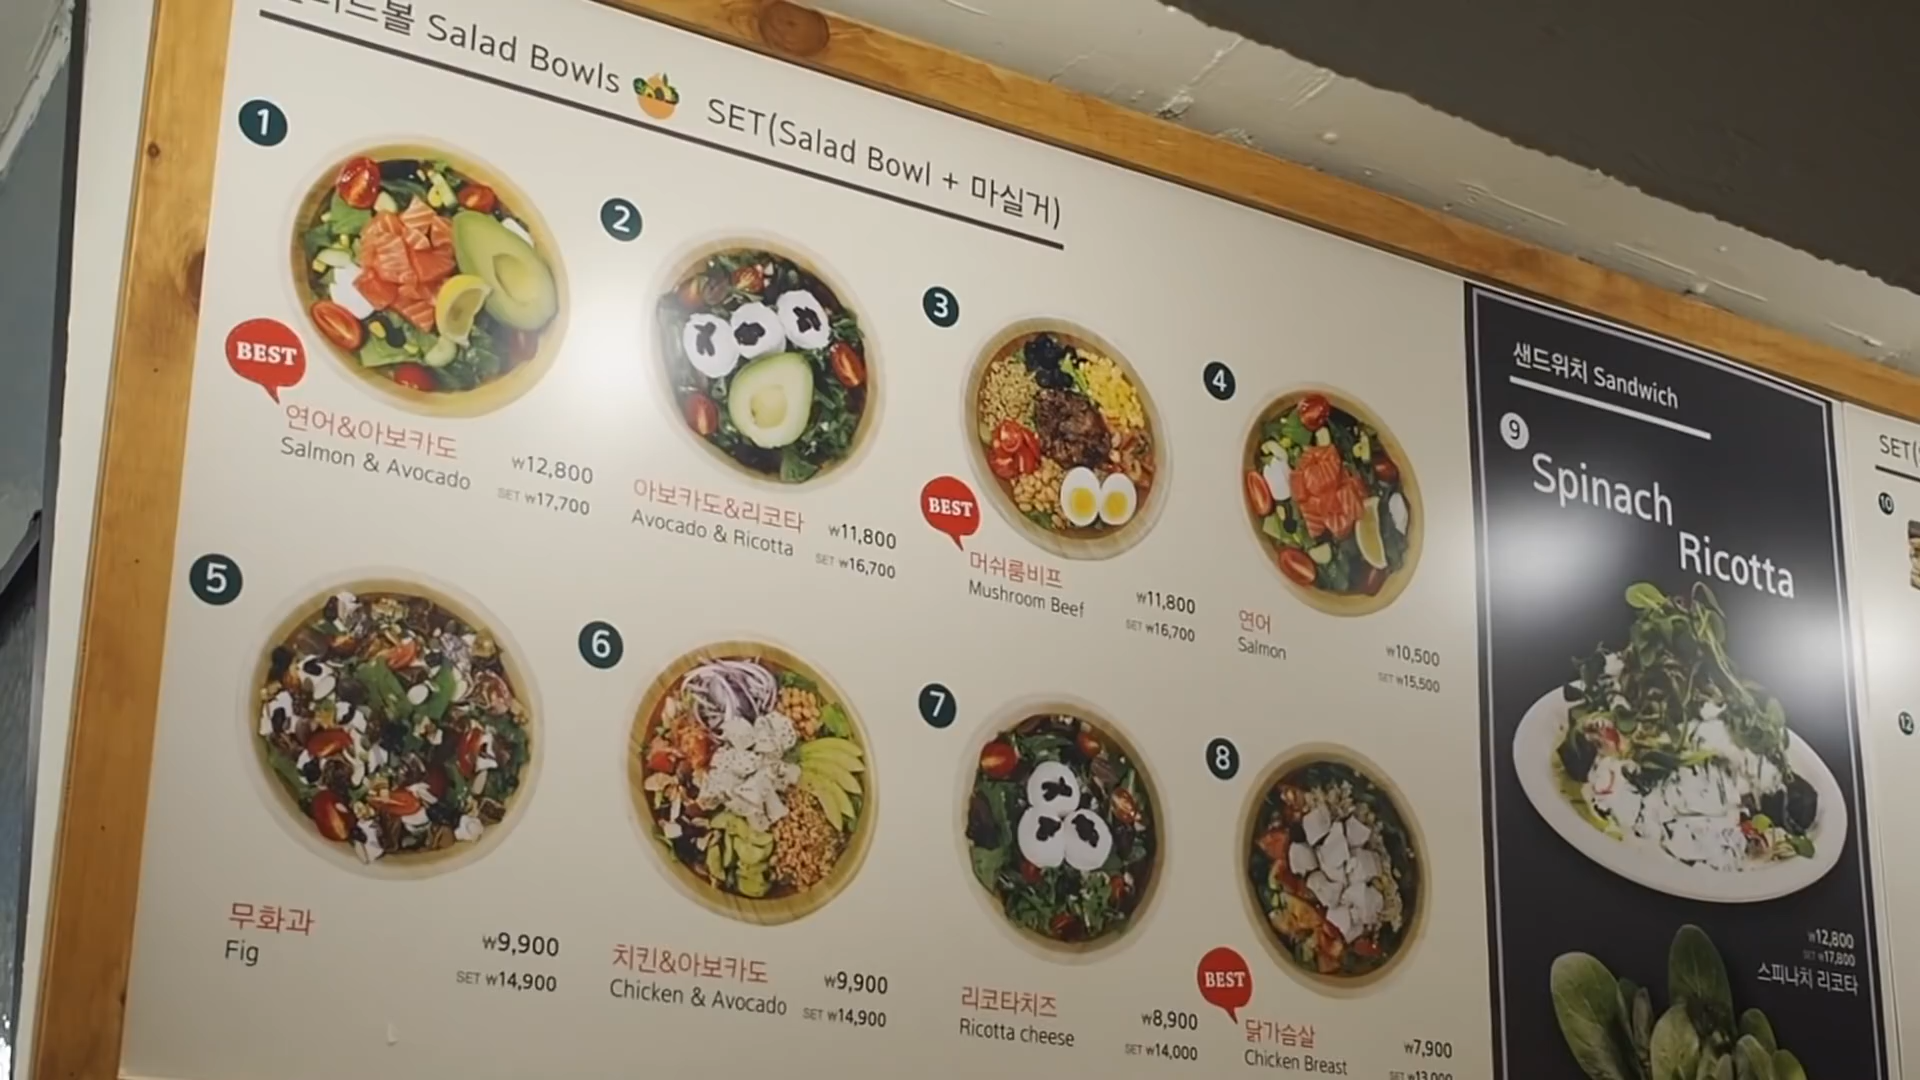 Salad Bowls
SET(Salad Bowl + 마실거)
1
BEST
연어&아보카도
Salmon & Avocado
₩12,800
SET ₩17,700
2
아보카도&리코타
Avocado & Ricotta
₩11,800
SET ₩16,700
3
BEST
머쉬룸비프
Mushroom Beef
₩11,800
SET ₩16,700
4
연어
Salmon
₩10,500
SET ₩15,500
5
무화과
Fig
₩9,900
SET ₩14,900
6
치킨&아보카도
Chicken & Avocado
₩9,900
SET ₩14,900
7
리코타치즈
Ricotta cheese
₩8,900
SET ₩14,000
8
BEST
닭가슴살
Chicken Breast
₩7,900
SET ₩13,000
샌드위치 Sandwich
9
Spinach
Ricotta
₩12,800
SET ₩17,800
스피나치 리코타
SET(
10
12